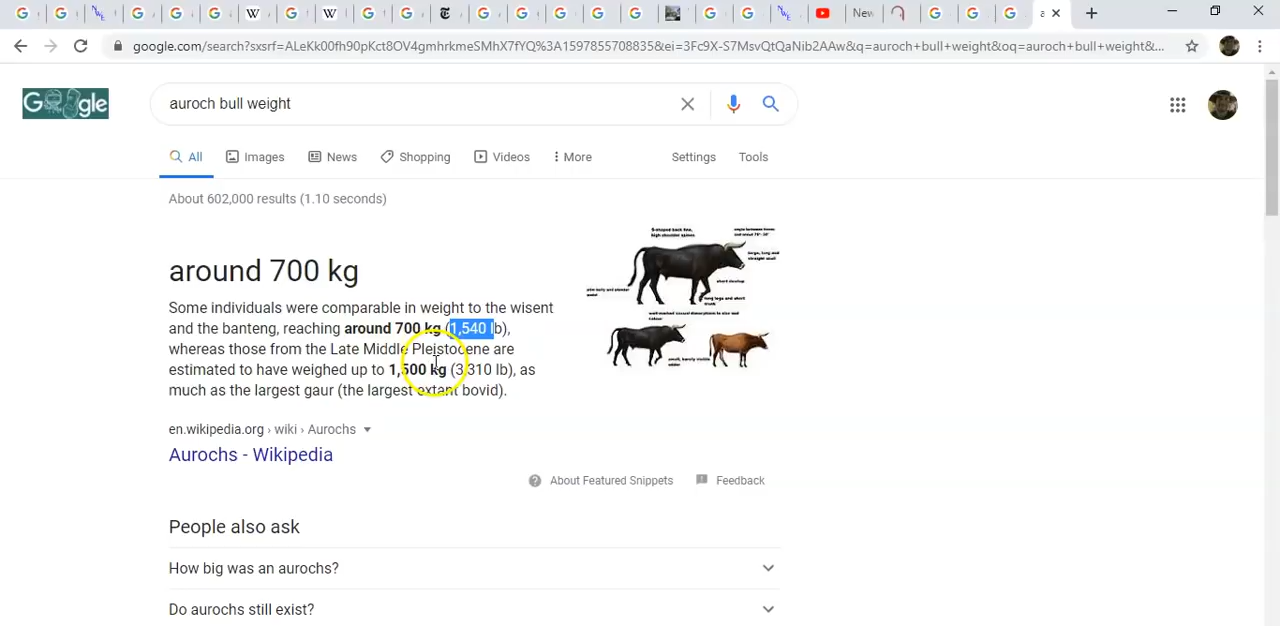 New
a
google.com/search?sxsrf=ALeKk00fh90pKct8OV4gmhrkmeSMhX7fYQ%3A1597855708835&ei=3Fc9X-S7MsvQtQaNib2AAw&q=auroch+bull+weight&oq=auroch+bull+weight&...
Google
auroch bull weight
All Images News Shopping Videos More Settings Tools
About 602,000 results (1.10 seconds)
around 700 kg
Some individuals were comparable in weight to the wisent
and the banteng, reaching around 700 kg (1,540 lb),
whereas those from the Late Middle Pleistocene are
estimated to have weighed up to 1,500 kg (3,310 lb), as
much as the largest gaur (the largest extant bovid).
en.wikipedia.org › wiki › Aurochs
Aurochs - Wikipedia
About Featured Snippets Feedback
People also ask
How big was an aurochs?
Do aurochs still exist?